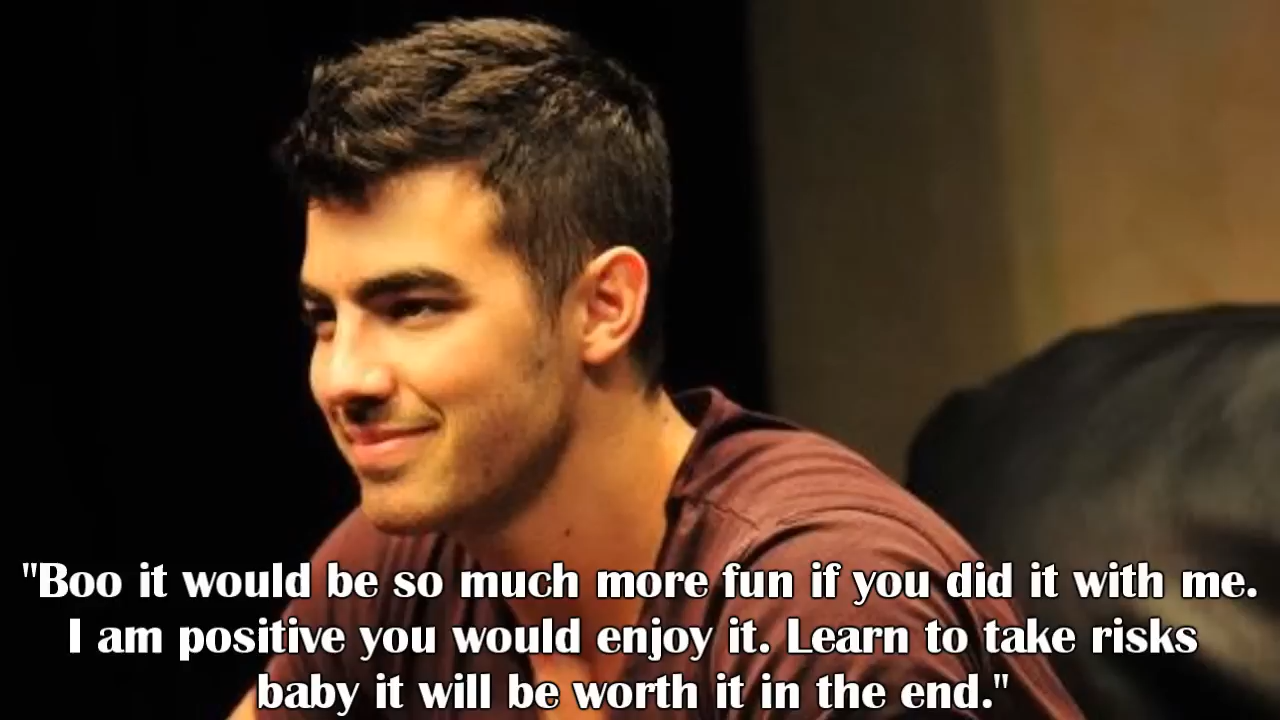 "Boo it would be so much more fun if you did it with me.
I am positive you would enjoy it. Learn to take risks
baby it will be worth it in the end."